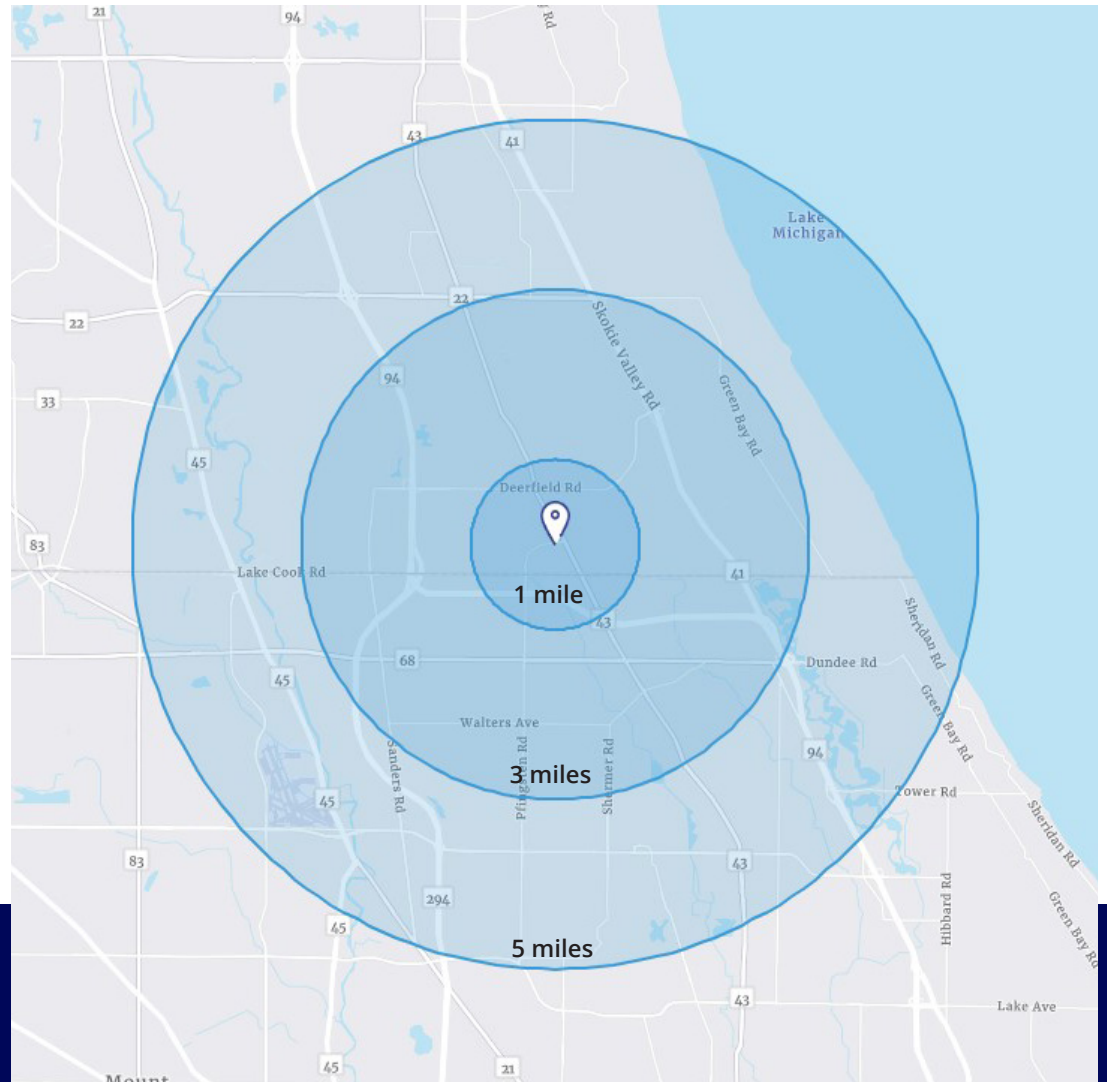 21
94
y Rd
43
41
Lake
Michigan
22
22
Skokie Valley Rd
94
33
Green Bay Rd
45
Deerfield Rd
83
Lake Cook Rd
41
1 mile
43
Sheridan Rd
68
Dundee Rd
45
Green Bay Rd
Walters Ave
Sanders Rd
Pfingsten Rd
Shermer Rd
94
3 miles
45
Tower Rd
Sheridan Rd
83
43
294
Hibbard Rd
Green Bay Rd
45
5 miles
43
Lake Ave
45
21
Mount